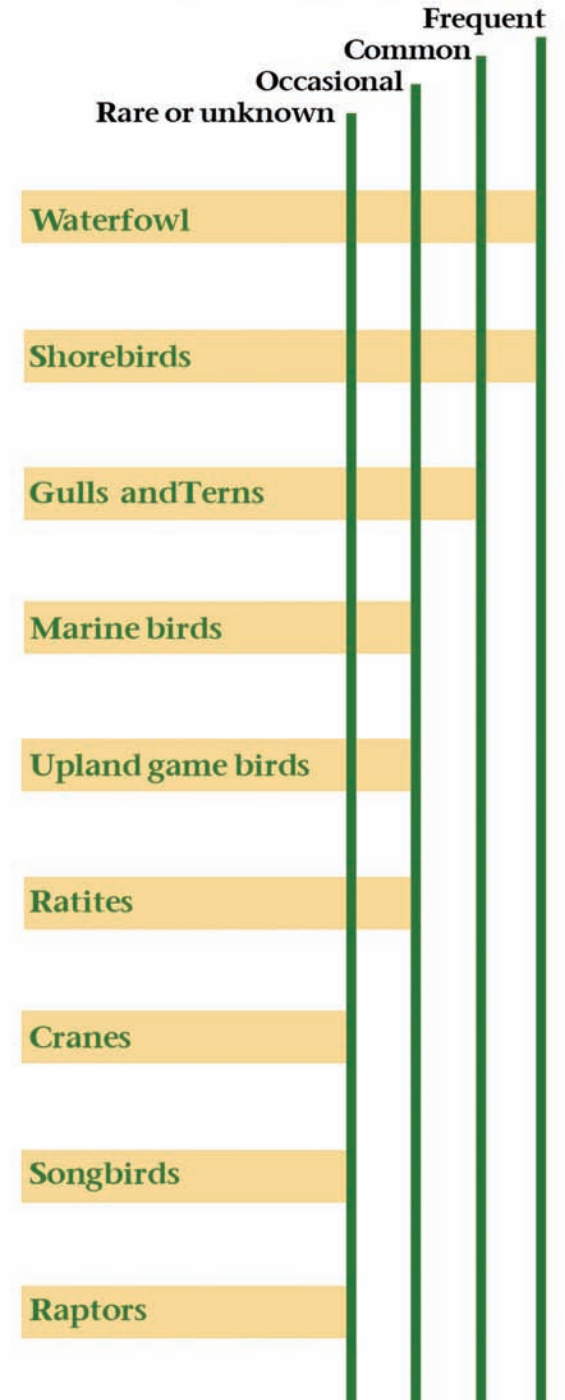 Frequent
Common
Occasional
Rare or unknown
Waterfowl
Shorebirds
Gulls andTerns
Marine birds
Upland game birds
Ratites
Cranes
Songbirds
Raptors